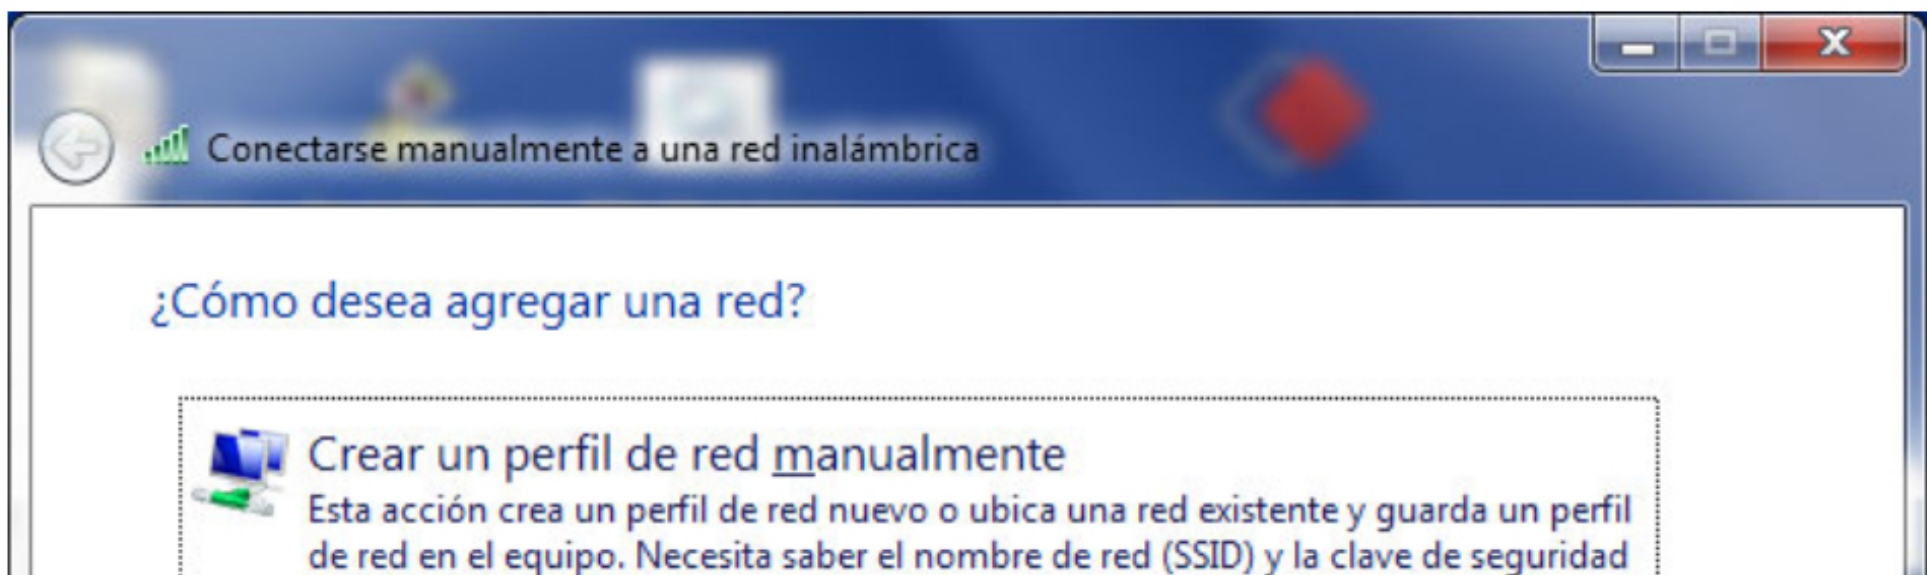 Conectarse manualmente a una red inalámbrica
¿Cómo desea agregar una red?
Crear un perfil de red manualmente
Esta acción crea un perfil de red nuevo o ubica una red existente y guarda un perfil
de red en el equipo. Necesita saber el nombre de red (SSID) y la clave de seguridad